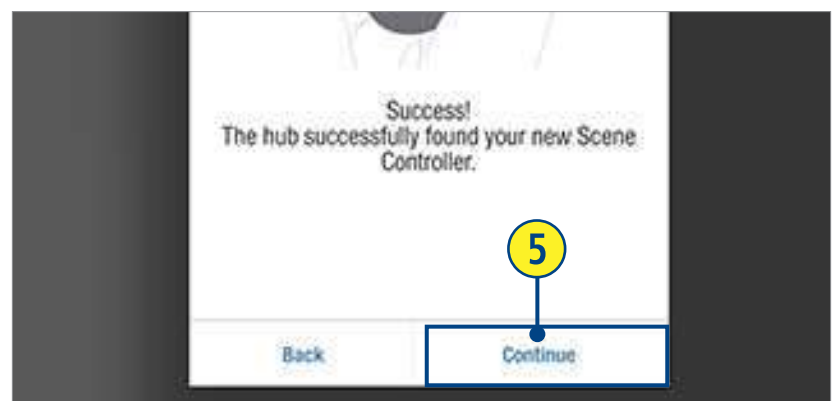 Success!
The hub successfully found your new Scene
Controller.
5
Back
Continue